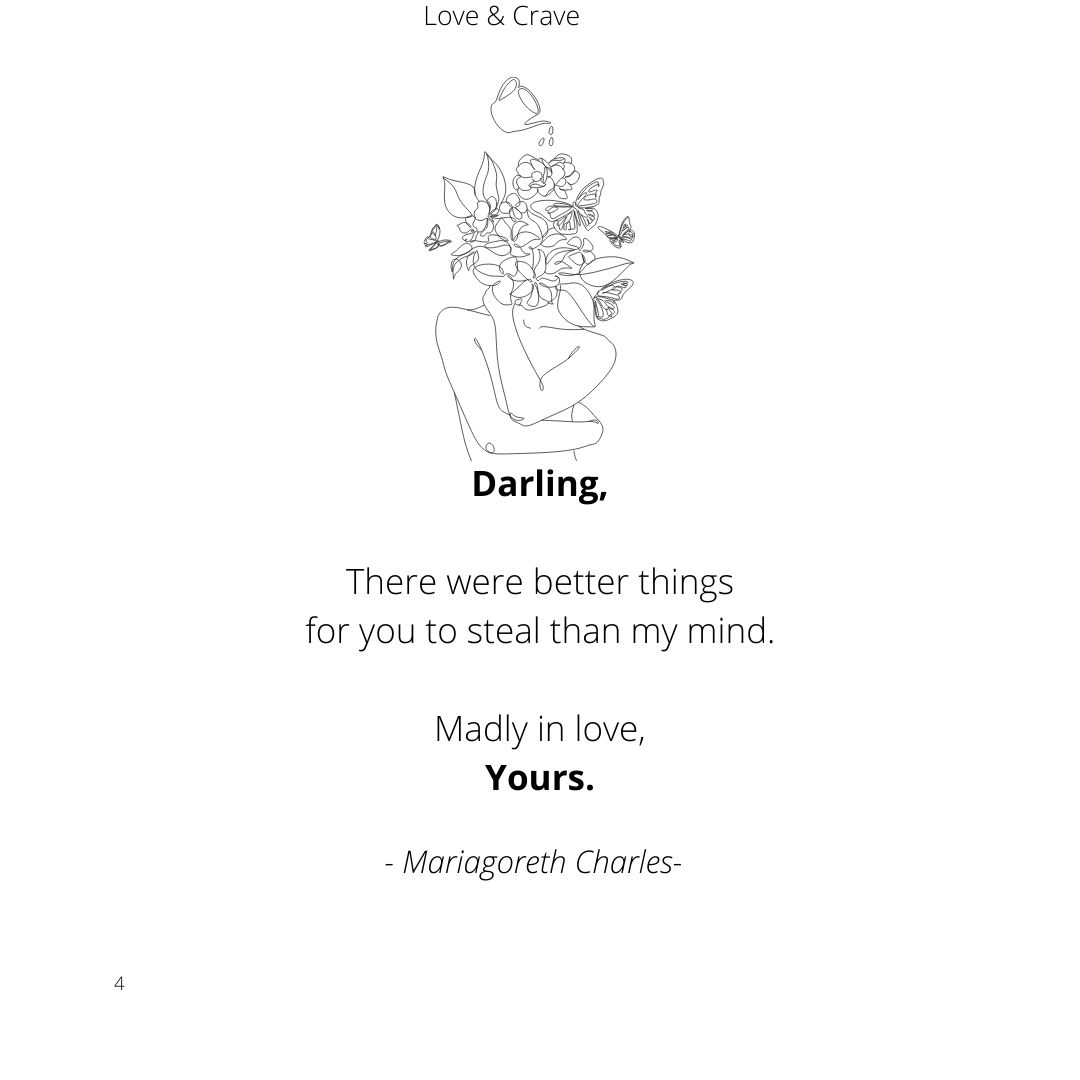 Love & Crave
Darling,
There were better things
for you to steal than my mind.
Madly in love,
Yours.
- Mariagoreth Charles-
4